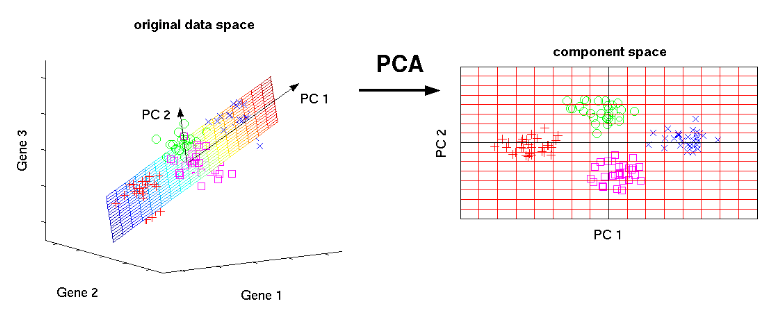 original data space
component space
PCA
PC 1
PC 2
Gene 3
Gene 2
Gene 1
PC 2
PC 1